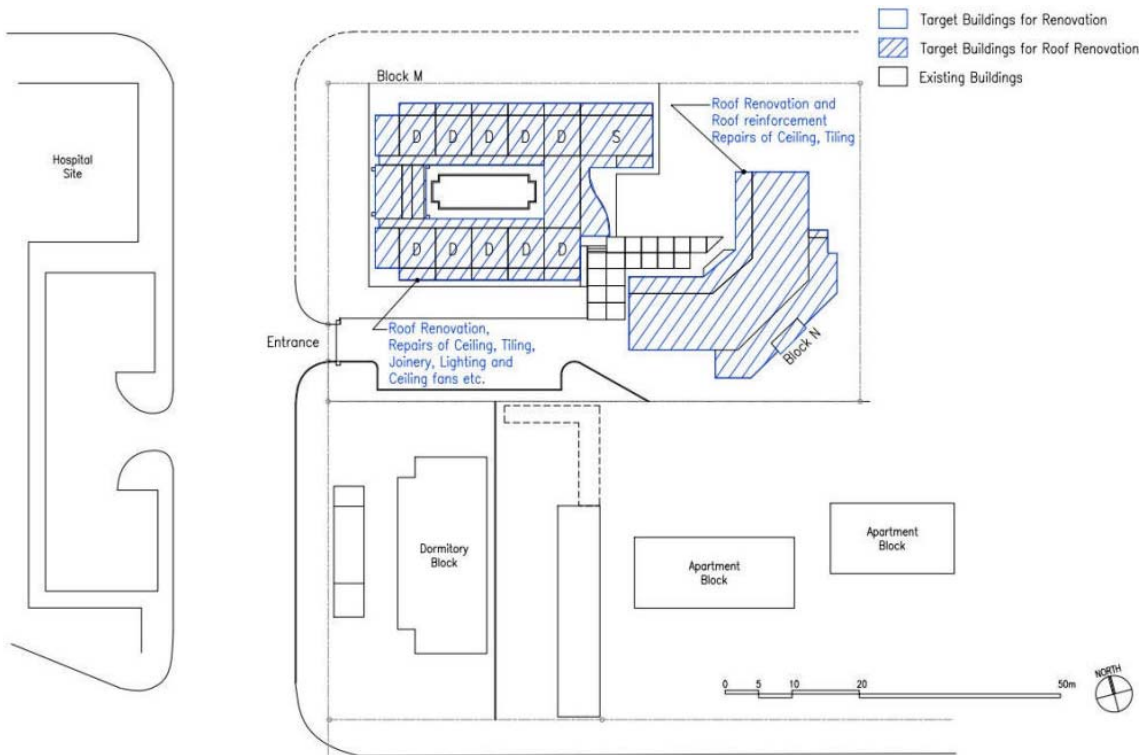 Target Buildings for Renovation
Target Buildings for Roof Renovation
Existing Buildings
Block M
Roof Renovation and
Roof reinforcement
Repairs of Ceiling, Tiling
D D D D D S
Hospital
Site
D D D D D
Entrance
Roof Renovation,
Repairs of Ceiling, Tiling,
Joinery, Lighting and
Ceiling fans etc.
Block N
Dormitory
Block
Apartment
Block
Apartment
Block
0 5 10 20 50m
NORTH